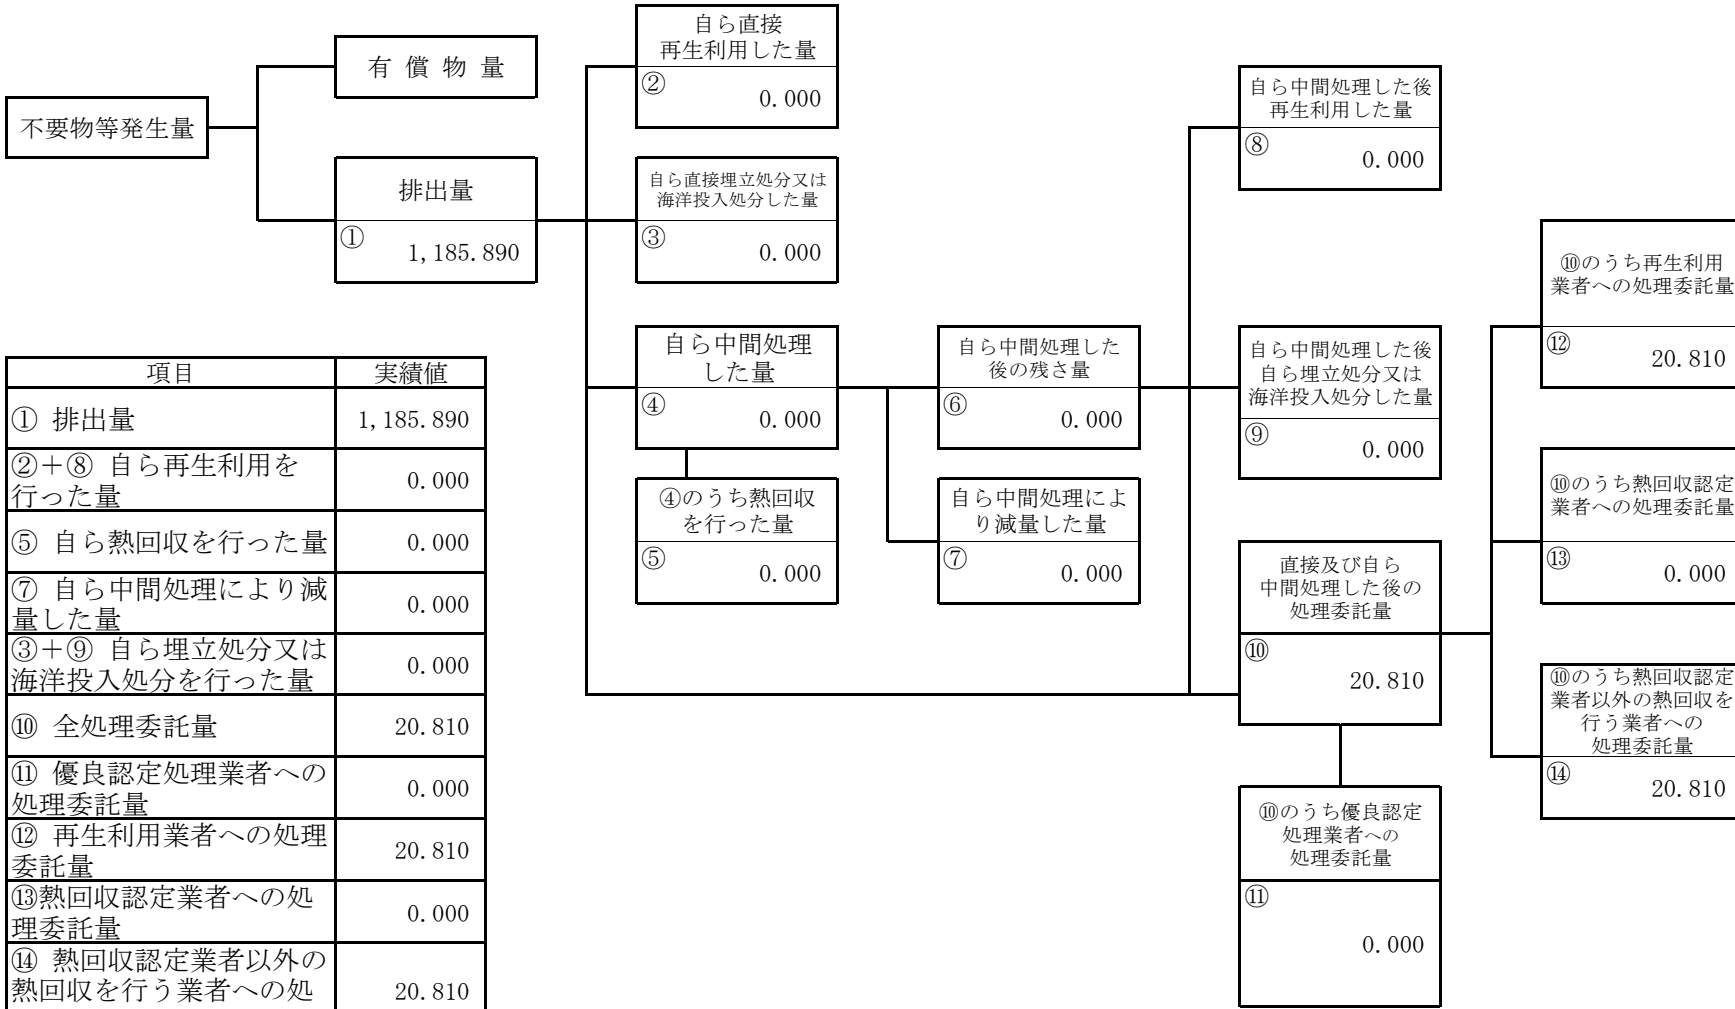 不要物等発生量
有 償 物 量
排出量
①
1,185.890
自ら直接
再生利用した量
②
0.000
自ら直接埋立処分又は
海洋投入処分した量
③
0.000
自ら中間処理
した量
④
0.000
④のうち熱回収
を行った量
⑤
0.000
自ら中間処理した
後の残さ量
⑥
0.000
自ら中間処理によ
り減量した量
⑦
0.000
自ら中間処理した後
再生利用した量
⑧
0.000
自ら中間処理した後
自ら埋立処分又は
海洋投入処分した量
⑨
0.000
直接及び自ら
中間処理した後の
処理委託量
⑩
20.810
⑩のうち優良認定
処理業者への
処理委託量
⑪
0.000
⑩のうち再生利用
業者への処理委託量
⑫
20.810
⑩のうち熱回収認定
業者への処理委託量
⑬
0.000
⑩のうち熱回収認定
業者以外の熱回収を
行う業者への
処理委託量
⑭
20.810
項目 実績値
① 排出量 1,185.890
②+⑧ 自ら再生利用を
行った量 0.000
⑤ 自ら熱回収を行った量 0.000
⑦ 自ら中間処理により減
量した量 0.000
③+⑨ 自ら埋立処分又は
海洋投入処分を行った量 0.000
⑩ 全処理委託量 20.810
⑪ 優良認定処理業者への
処理委託量 0.000
⑫ 再生利用業者への処理
委託量 20.810
⑬熱回収認定業者への処
理委託量 0.000
⑭ 熱回収認定業者以外の
熱回収を行う業者への処 20.810